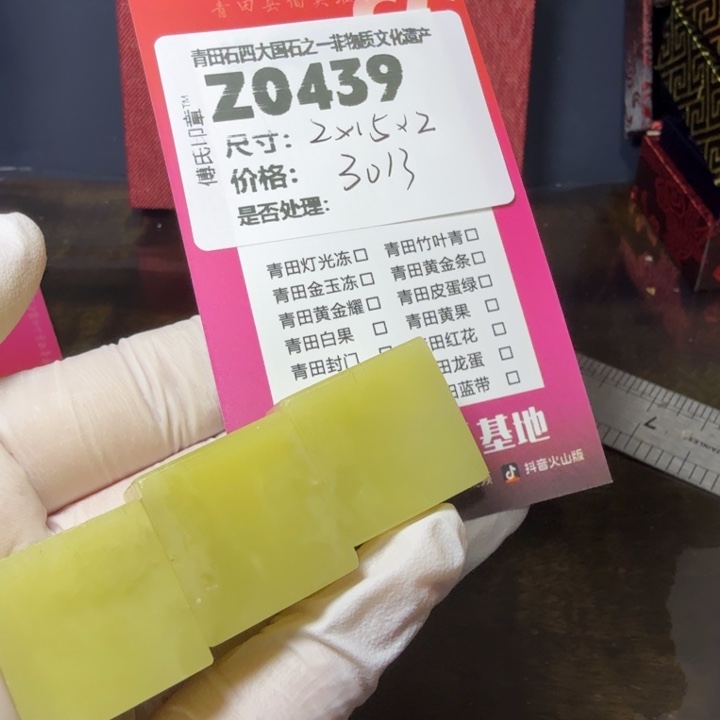 青田石四大国石之一非物质文化遗产
傅氏印章™
Z0439
尺寸: 2×1.5×2
价格: 3013
是否处理:
青田灯光冻□ 青田竹叶青□
青田金玉冻□ 青田黄金条□
青田黄金耀□ 青田皮蛋绿□
青田白果 □ 青田黄果 □
青田封门 田红花 □
田龙蛋 □
蓝带 □
基地
抖音火山版
7